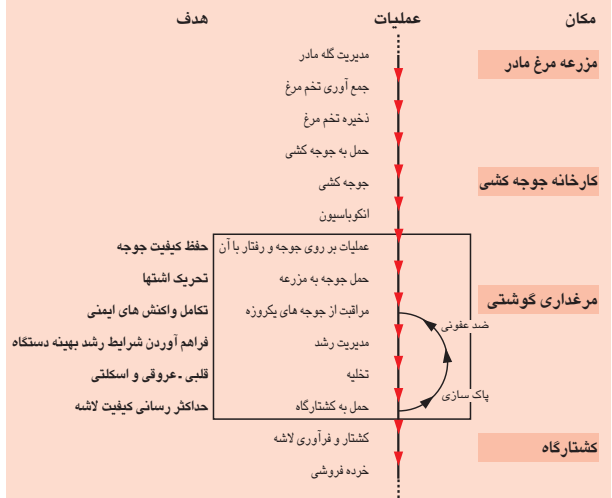 مکان
عملیات
هدف
مزرعه مرغ مادر
مدیریت گله مادر
جمع آوری تخم مرغ
ذخیره تخم مرغ
حمل به جوجه کشی
کارخانه جوجه کشی
جوجه کشی
انکوباسیون
عملیات بر روی جوجه و رفتار با آن
حفظ کیفیت جوجه
حمل جوجه به مزرعه
تحریک اشتها
مرغداری گوشتی
مراقبت از جوجه های یکروزه
تکامل واکنش های ایمنی
ضد عفونی
مدیریت رشد
فراهم آوردن شرایط رشد بهینه دستگاه
تخلیه
قلبی ـ عروقی و اسکلتی
پاک سازی
حمل به کشتارگاه
حداکثر رسانی کیفیت لاشه
کشتارگاه
کشتار و فرآوری لاشه
خرده فروشی